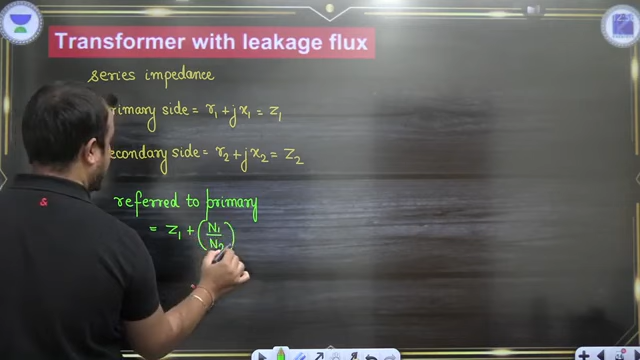 Transformer with leakage flux
series impedance
rimary side = r₁ + jx₁ = z₁
econdary side = r₂ + jx₂ = z₂
referred to primary
= z₁ + (N₁/N₂)